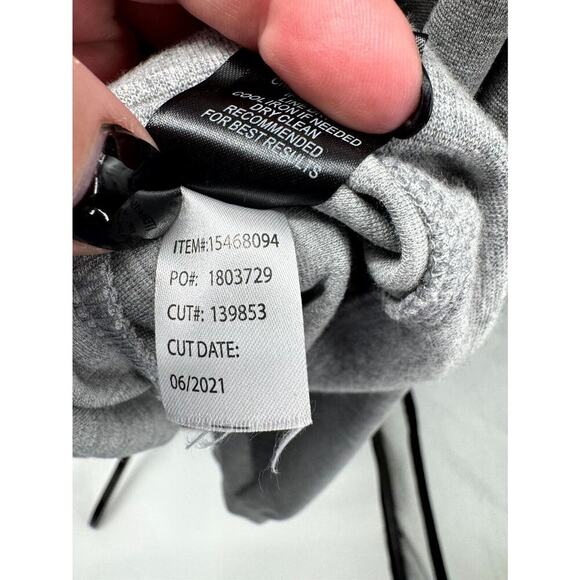 COOL IRON IF NEEDED
DRY CLEAN
RECOMMENDED
FOR BEST RESULTS
ITEM#:15468094
PO#: 1803729
CUT#: 139853
CUT DATE:
06/2021